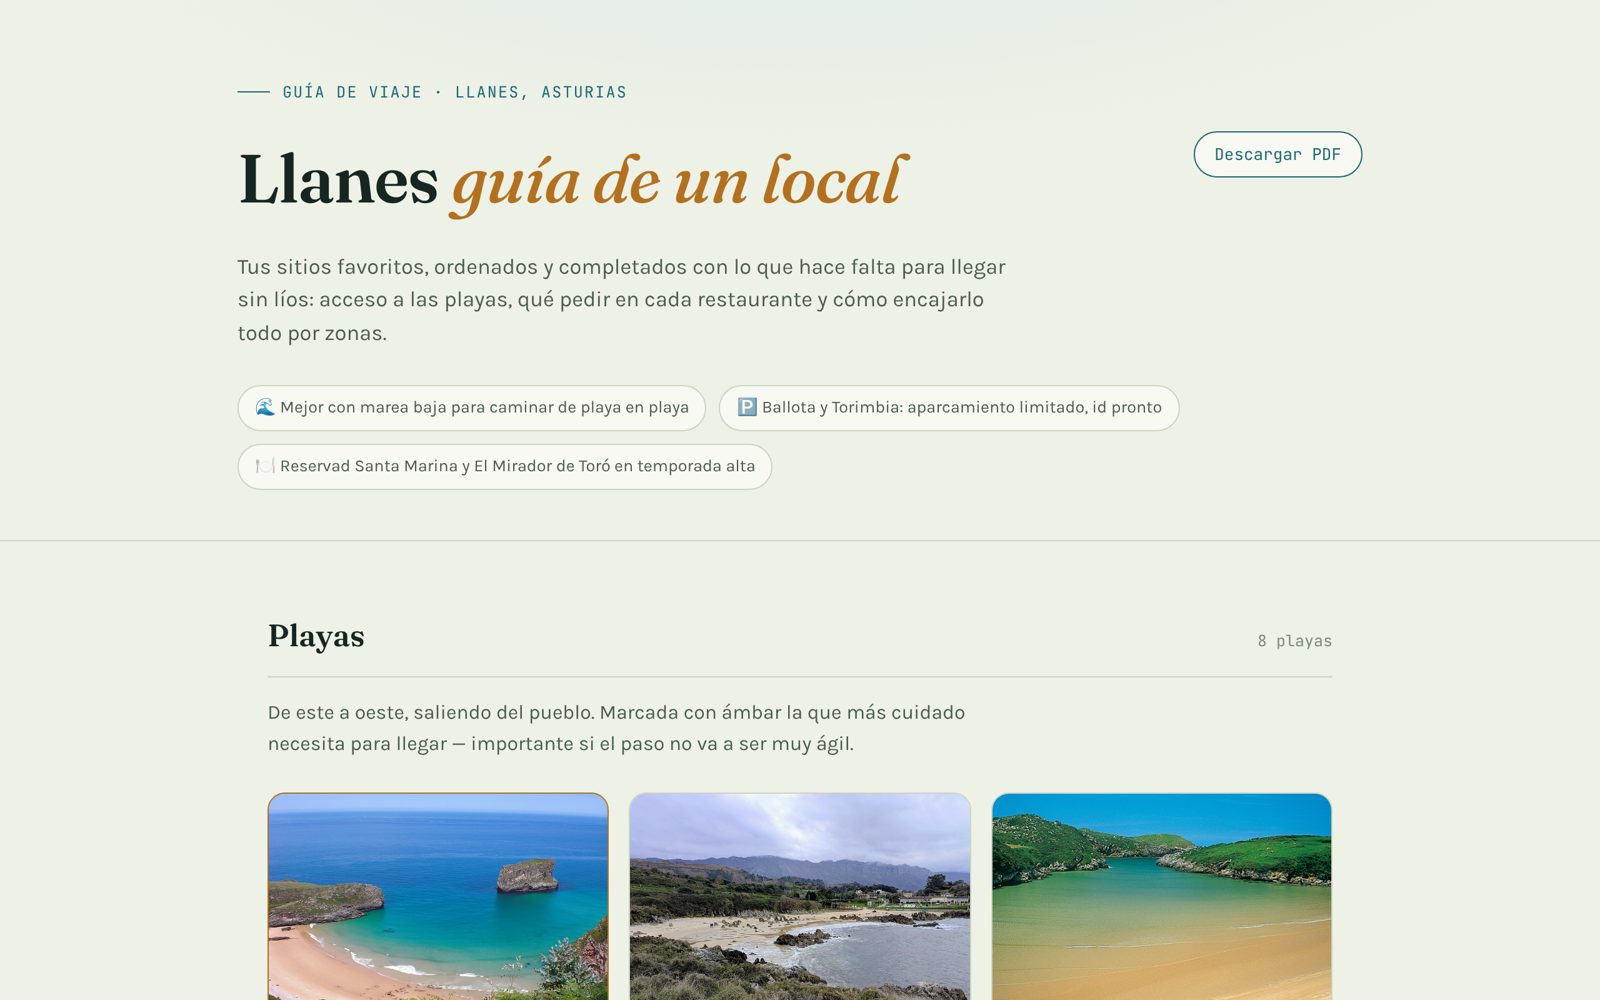 GUÍA DE VIAJE · LLANES, ASTURIAS
Llanes guía de un local
Descargar PDF
Tus sitios favoritos, ordenados y completados con lo que hace falta para llegar
sin líos: acceso a las playas, qué pedir en cada restaurante y cómo encajarlo
todo por zonas.
🌊 Mejor con marea baja para caminar de playa en playa
🅿️ Ballota y Torimbia: aparcamiento limitado, id pronto
🍽️ Reservad Santa Marina y El Mirador de Toró en temporada alta
Playas
8 playas
De este a oeste, saliendo del pueblo. Marcada con ámbar la que más cuidado
necesita para llegar — importante si el paso no va a ser muy ágil.